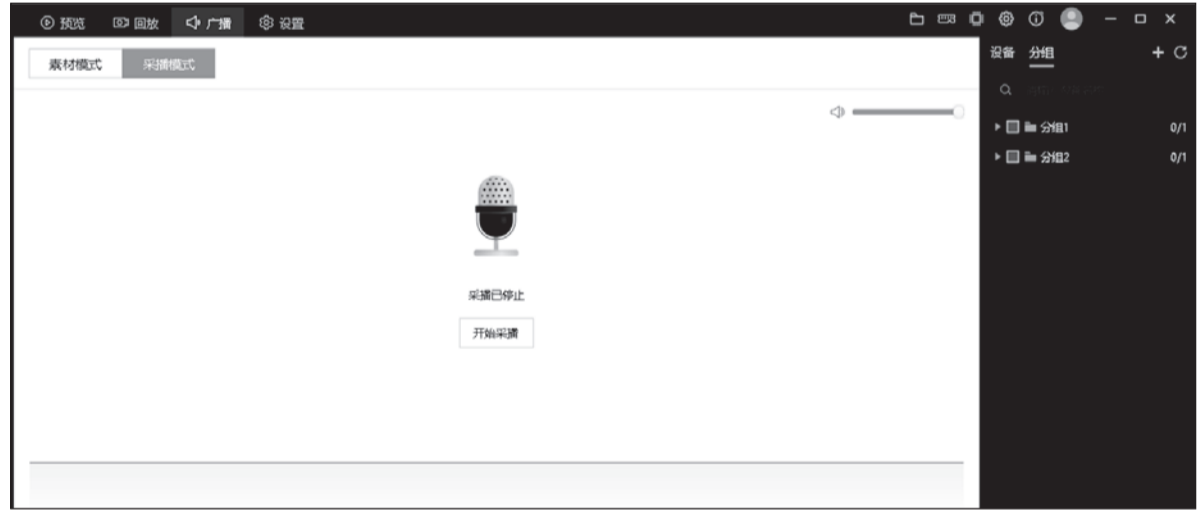 预览 回放 广播 设置
素材模式 采播模式
采播已停止
开始采播
设备 分组
分组1 0/1
分组2 0/1